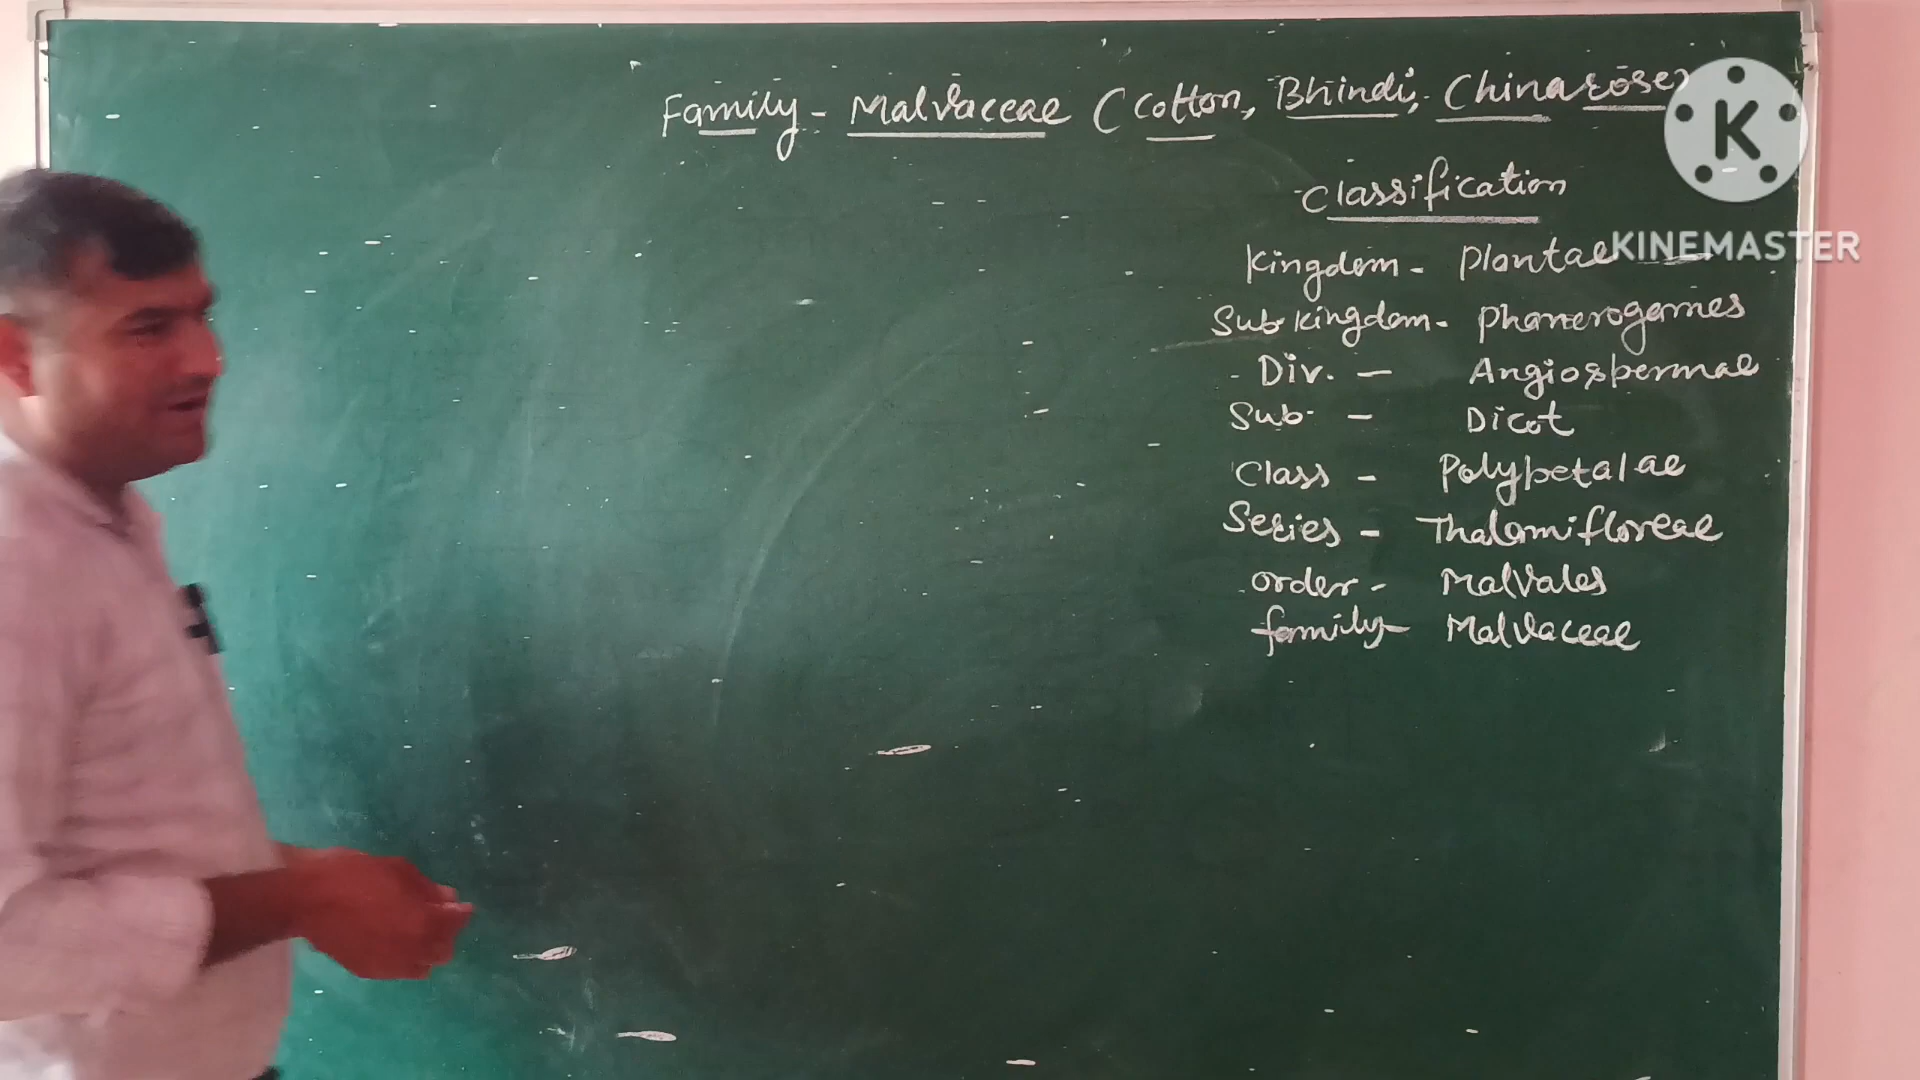 Family - Malvaceae (Cotton, Bhindi, Chinarose)
Classification
Kingdom - Plantae
Sub kingdom - Phanerogames
Div. - Angiospermae
Sub - Dicot
Class - Polypetalae
Series - Thalamifloreae
order - Malvales
family - Malvaceae
K
KINEMASTER